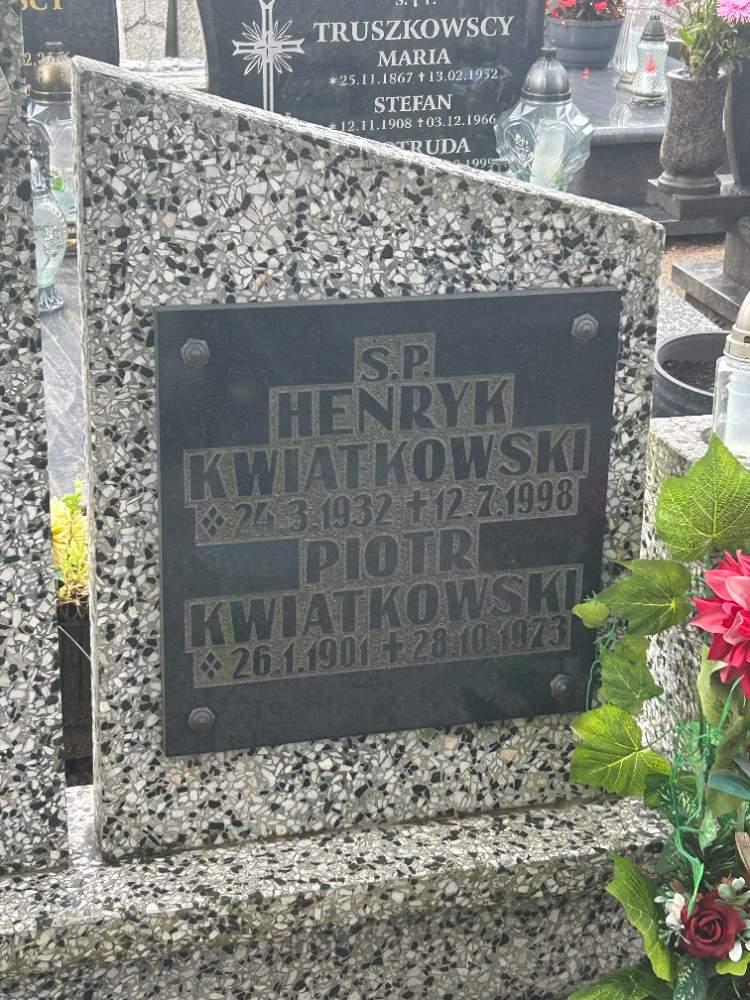 TRUSZKOWSCY
MARIA
*25.11.1867 †13.02.1952
STEFAN
*12.11.1908 †03.12.1966
S.P.
HENRYK
KWIATKOWSKI
24.3.1932 † 12.7.1998
PIOTR
KWIATKOWSKI
26.1.1901 † 28.10.1973